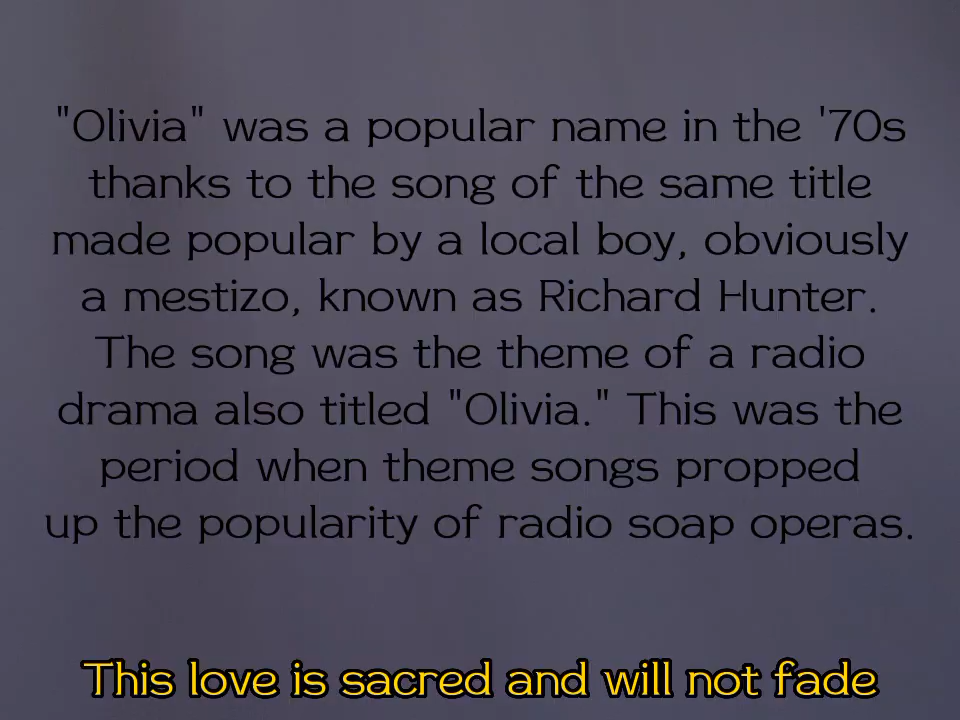 "Olivia" was a popular name in the '70s
thanks to the song of the same title
made popular by a local boy, obviously
a mestizo, known as Richard Hunter.
The song was the theme of a radio
drama also titled "Olivia." This was the
period when theme songs propped
up the popularity of radio soap operas.
This love is sacred and will not fade